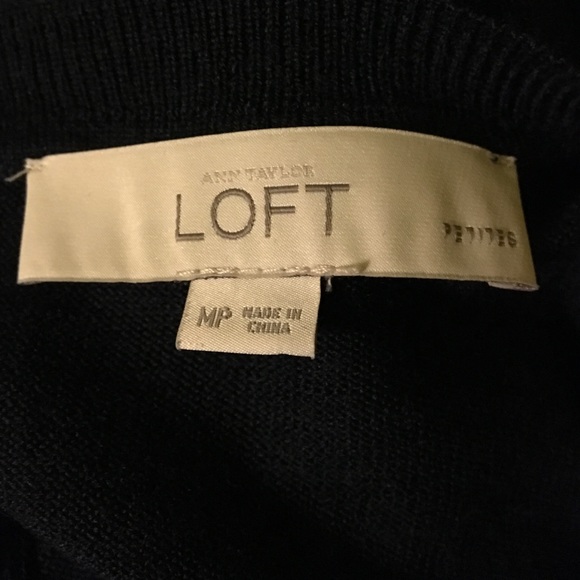 ANN TAYLOR
LOFT
PETITES
MP
MADE IN
CHINA